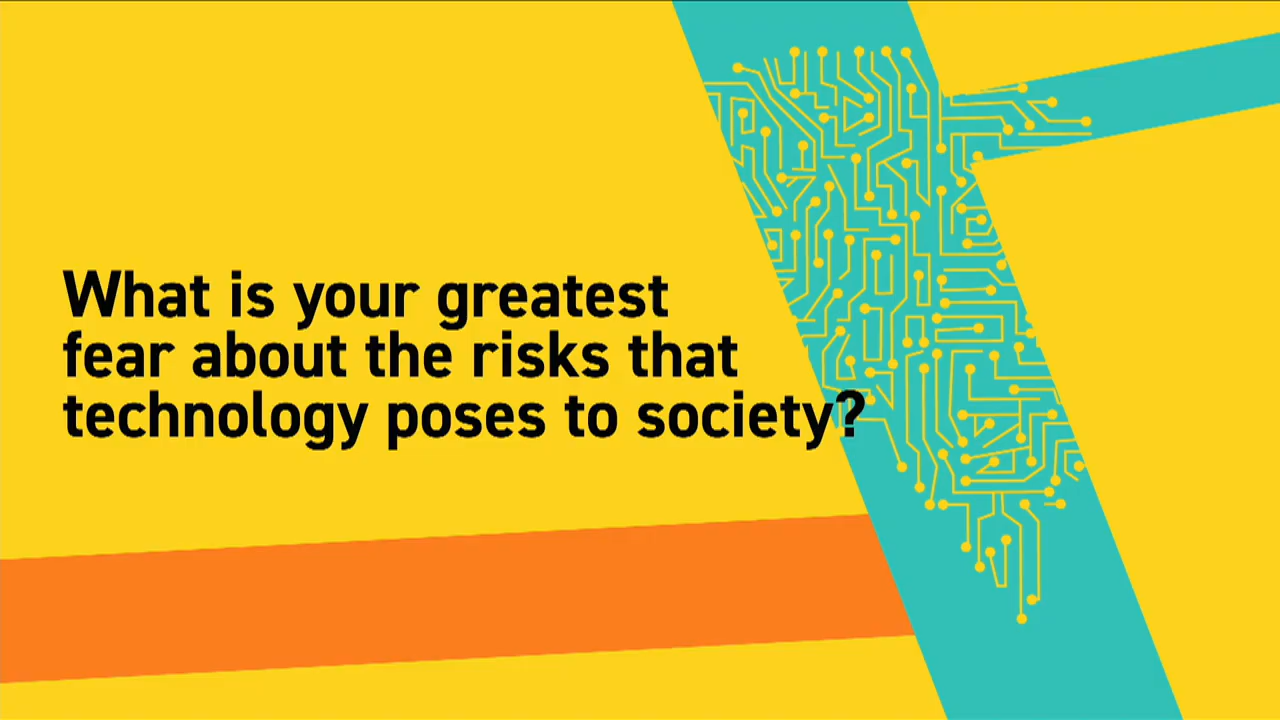 What is your greatest
fear about the risks that
technology poses to society?